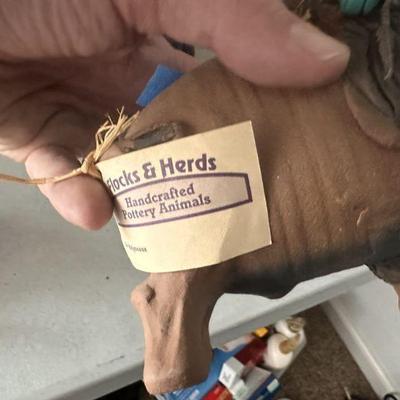 Flocks & Herds
Handcrafted
Pottery Animals